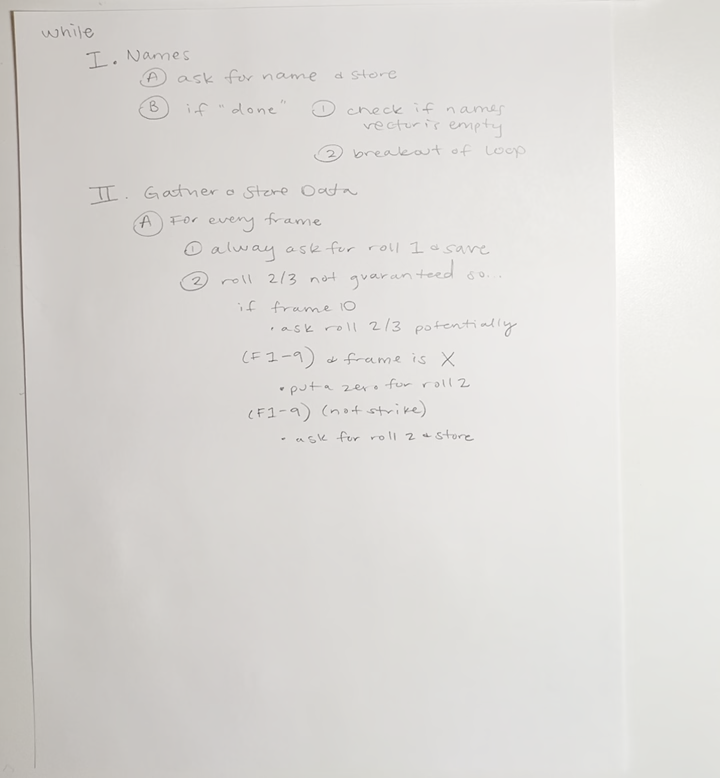 while
I. Names
A ask for name & store
B if "done" 1 check if names
vector is empty
2 breakout of loop
II. Gather & Store Data
A For every frame
1 alway ask for roll 1 & save
2 roll 2/3 not guaranteed so...
if frame 10
• ask roll 2/3 potentially
(F1-9) & frame is X
• put a zero for roll 2
(F1-9) (not strike)
• ask for roll 2 & store